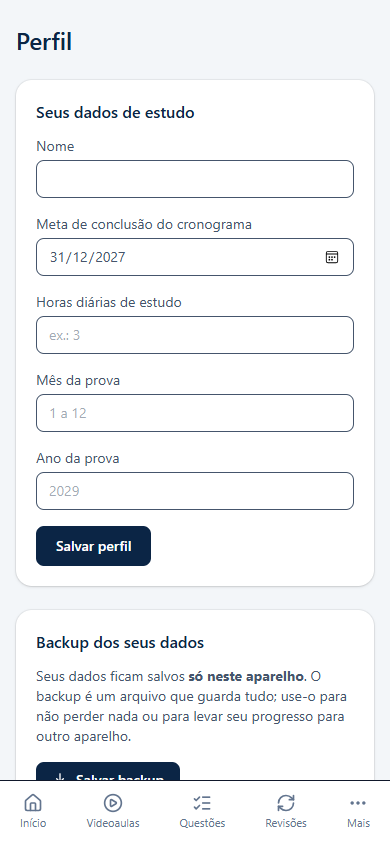 Perfil
Seus dados de estudo
Nome
Meta de conclusão do cronograma
31/12/2027
Horas diárias de estudo
ex.: 3
Mês da prova
1 a 12
Ano da prova
2029
Salvar perfil
Backup dos seus dados
Seus dados ficam salvos só neste aparelho. O
backup é um arquivo que guarda tudo; use-o para
não perder nada ou para levar seu progresso para
outro aparelho.
Salvar backup
Início
Videoaulas
Questões
Revisões
Mais